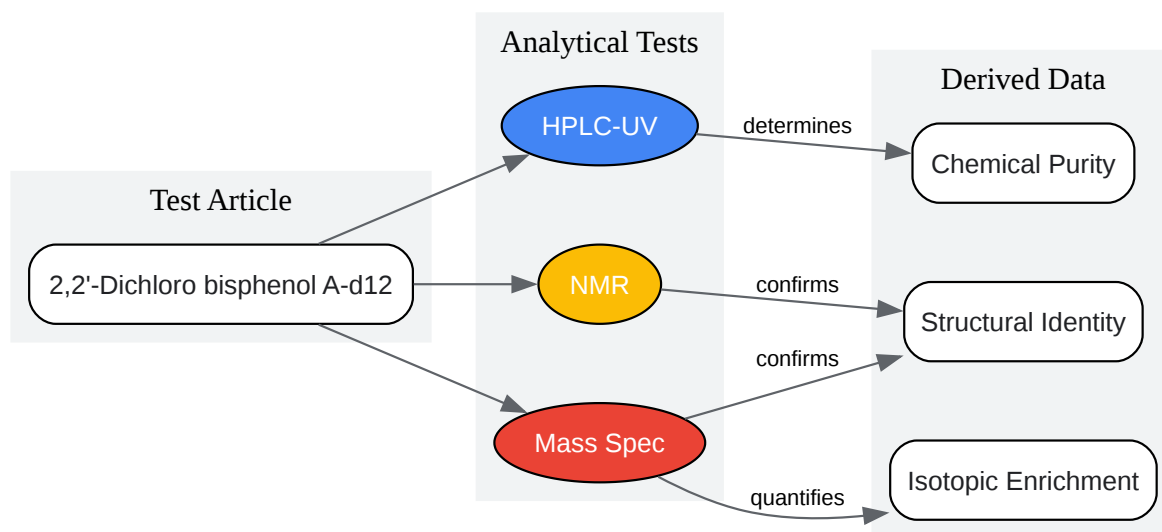 Test Article
2,2'-Dichloro bisphenol A-d12
Analytical Tests
HPLC-UV
NMR
Mass Spec
determines
confirms
confirms
quantifies
Derived Data
Chemical Purity
Structural Identity
Isotopic Enrichment